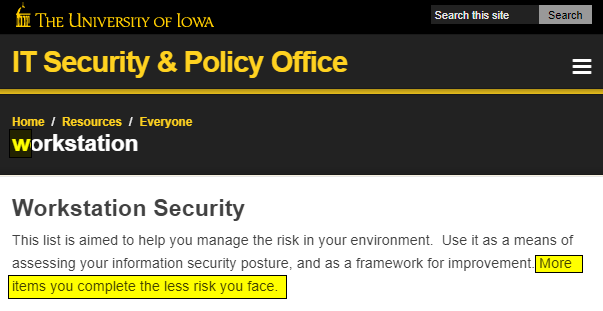 THE UNIVERSITY OF IOWA
Search this site
Search
IT Security & Policy Office
Home / Resources / Everyone
workstation
Workstation Security
This list is aimed to help you manage the risk in your environment.  Use it as a means of
assessing your information security posture, and as a framework for improvement. More
items you complete the less risk you face.